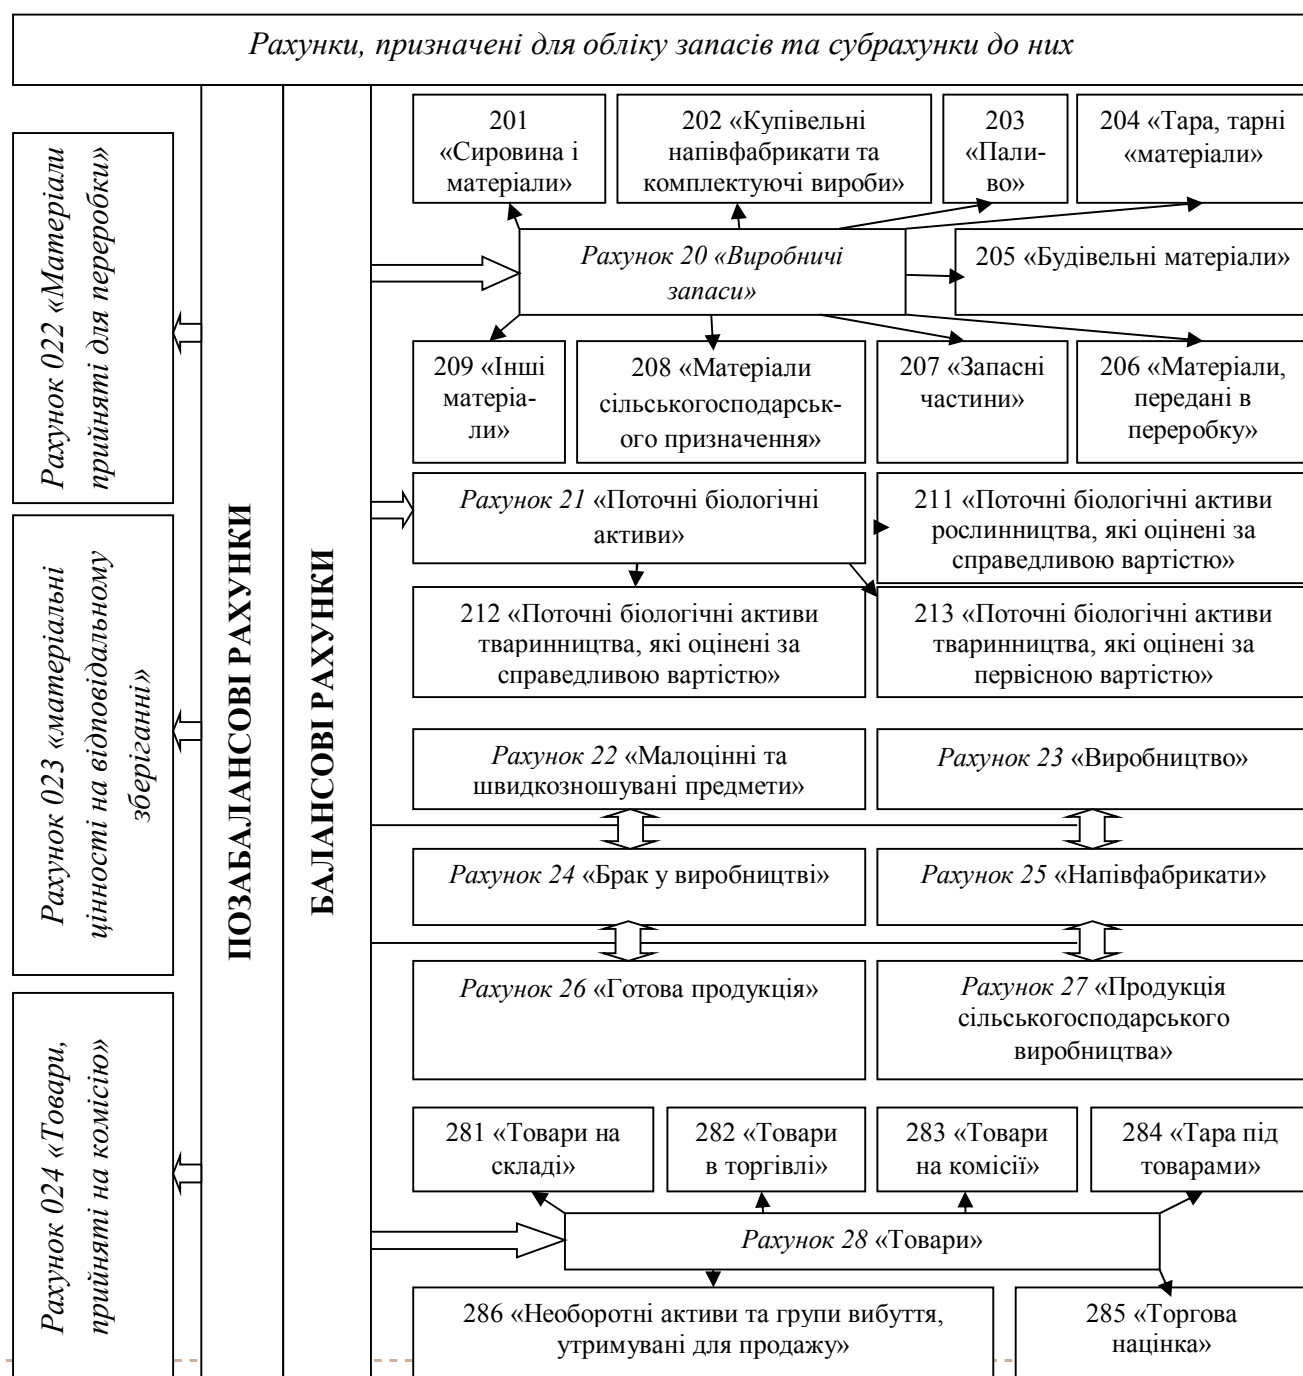 Рахунки, призначені для обліку запасів та субрахунки до них
Рахунок 022 «Матеріали
прийняті для переробки»
Рахунок 023 «матеріальні
цінності на відповідальному
зберіганні»
Рахунок 024 «Товари,
прийняті на комісію»
ПОЗАБАЛАНСОВІ РАХУНКИ
БАЛАНСОВІ РАХУНКИ
201
«Сировина і
матеріали»
202 «Купівельні
напівфабрикати та
комплектуючі вироби»
203
«Пали-
во»
204 «Тара, тарні
«матеріали»
Рахунок 20 «Виробничі
запаси»
205 «Будівельні матеріали»
209 «Інші
матеріа-
ли»
208 «Матеріали
сільськогосподарськ-
ого призначення»
207 «Запасні
частини»
206 «Матеріали,
передані в
переробку»
Рахунок 21 «Поточні біологічні
активи»
211 «Поточні біологічні активи
рослинництва, які оцінені за
справедливою вартістю»
212 «Поточні біологічні активи
тваринництва, які оцінені за
справедливою вартістю»
213 «Поточні біологічні активи
тваринництва, які оцінені за
первісною вартістю»
Рахунок 22 «Малоцінні та
швидкозношувані предмети»
Рахунок 23 «Виробництво»
Рахунок 24 «Брак у виробництві»
Рахунок 25 «Напівфабрикати»
Рахунок 26 «Готова продукція»
Рахунок 27 «Продукція
сільськогосподарського
виробництва»
281 «Товари на
складі»
282 «Товари
в торгівлі»
283 «Товари
на комісії»
284 «Тара під
товарами»
Рахунок 28 «Товари»
286 «Необоротні активи та групи вибуття,
утримувані для продажу»
285 «Торгова
націнка»